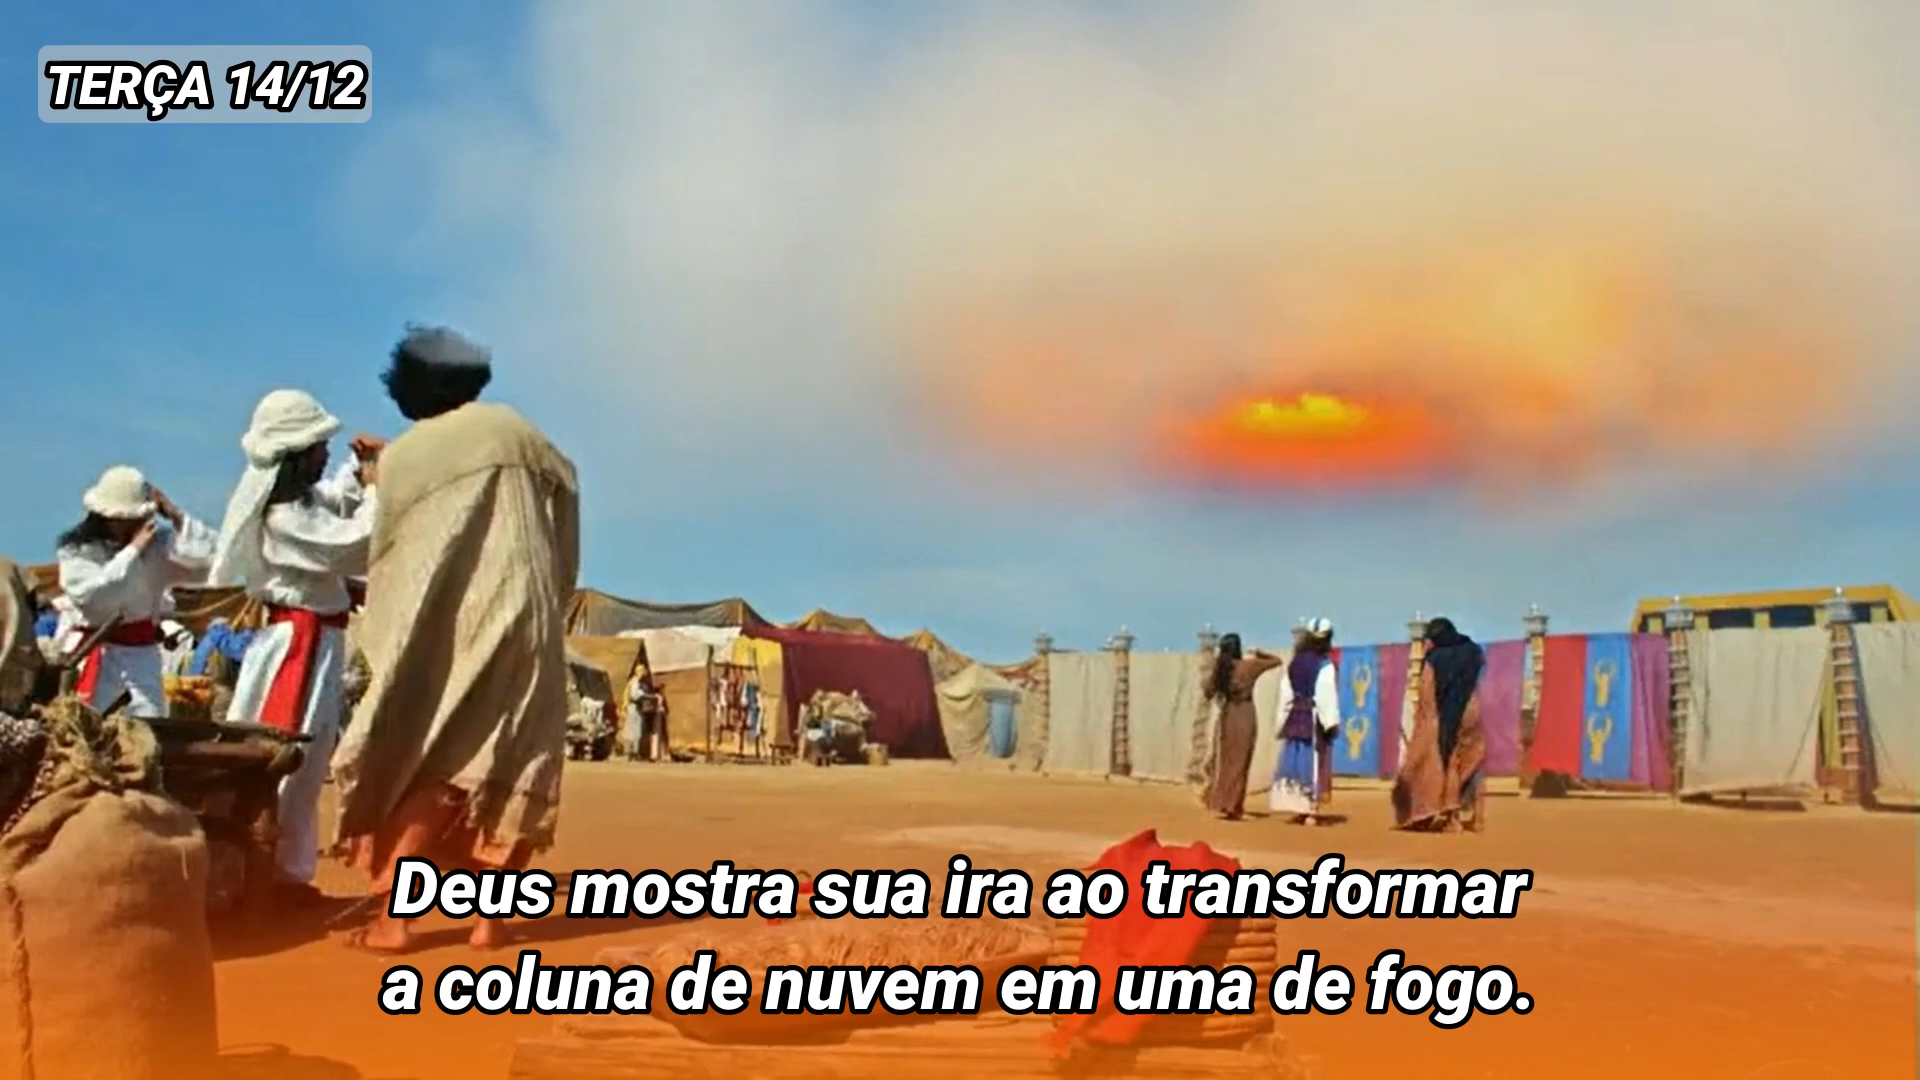 TERÇA 14/12
Deus mostra sua ira ao transformar
a coluna de nuvem em uma de fogo.